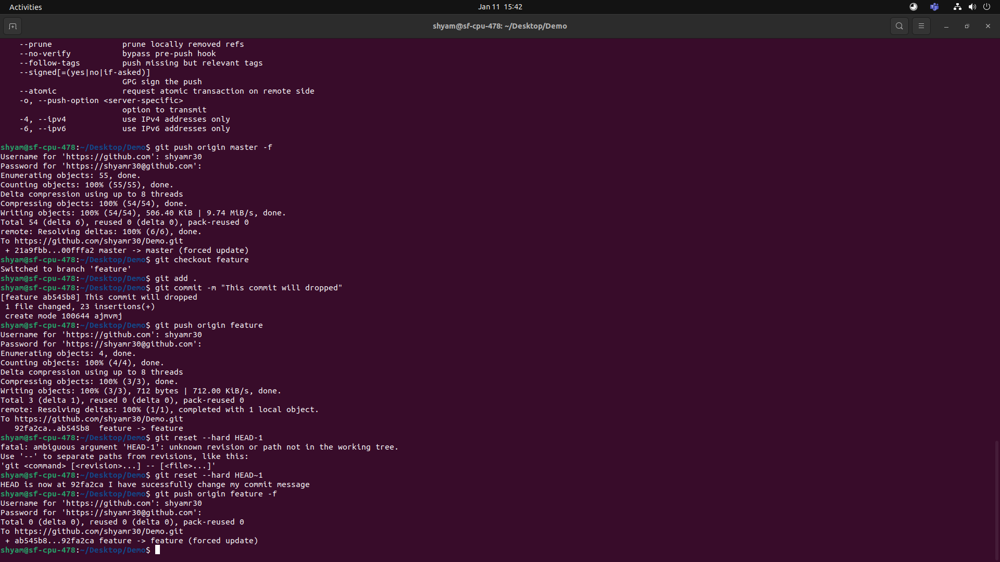 Activities
Jan 11 15:42
shyam@sf-cpu-478: ~/Desktop/Demo
--prune prune locally removed refs
--no-verify bypass pre-push hook
--follow-tags push missing but relevant tags
--signed[=(yes|no|if-asked)]
GPG sign the push
--atomic request atomic transaction on remote side
-o, --push-option <server-specific>
option to transmit
-4, --ipv4 use IPv4 addresses only
-6, --ipv6 use IPv6 addresses only
shyam@sf-cpu-478:~/Desktop/Demo$ git push origin master -f
Username for 'https://github.com': shyamr30
Password for 'https://shyamr30@github.com':
Enumerating objects: 55, done.
Counting objects: 100% (55/55), done.
Delta compression using up to 8 threads
Compressing objects: 100% (54/54), done.
Writing objects: 100% (54/54), 506.40 KiB | 9.74 MiB/s, done.
Total 54 (delta 6), reused 0 (delta 0), pack-reused 0
remote: Resolving deltas: 100% (6/6), done.
To https://github.com/shyamr30/Demo.git
+ 21a9fbb...00fffa2 master -> master (forced update)
shyam@sf-cpu-478:~/Desktop/Demo$ git checkout feature
Switched to branch 'feature'
shyam@sf-cpu-478:~/Desktop/Demo$ git add .
shyam@sf-cpu-478:~/Desktop/Demo$ git commit -m "This commit will dropped"
[feature ab545b8] This commit will dropped
1 file changed, 23 insertions(+)
create mode 100644 ajmvmj
shyam@sf-cpu-478:~/Desktop/Demo$ git push origin feature
Username for 'https://github.com': shyamr30
Password for 'https://shyamr30@github.com':
Enumerating objects: 4, done.
Counting objects: 100% (4/4), done.
Delta compression using up to 8 threads
Compressing objects: 100% (3/3), done.
Writing objects: 100% (3/3), 712 bytes | 712.00 KiB/s, done.
Total 3 (delta 1), reused 0 (delta 0), pack-reused 0
remote: Resolving deltas: 100% (1/1), completed with 1 local object.
To https://github.com/shyamr30/Demo.git
92fa2ca..ab545b8 feature -> feature
shyam@sf-cpu-478:~/Desktop/Demo$ git reset --hard HEAD-1
fatal: ambiguous argument 'HEAD-1': unknown revision or path not in the working tree.
Use '--' to separate paths from revisions, like this:
'git <command> [<revision>...] -- [<file>...]'
shyam@sf-cpu-478:~/Desktop/Demo$ git reset --hard HEAD~1
HEAD is now at 92fa2ca I have sucessfully change my commit message
shyam@sf-cpu-478:~/Desktop/Demo$ git push origin feature -f
Username for 'https://github.com': shyamr30
Password for 'https://shyamr30@github.com':
Total 0 (delta 0), reused 0 (delta 0), pack-reused 0
To https://github.com/shyamr30/Demo.git
+ ab545b8...92fa2ca feature -> feature (forced update)
shyam@sf-cpu-478:~/Desktop/Demo$